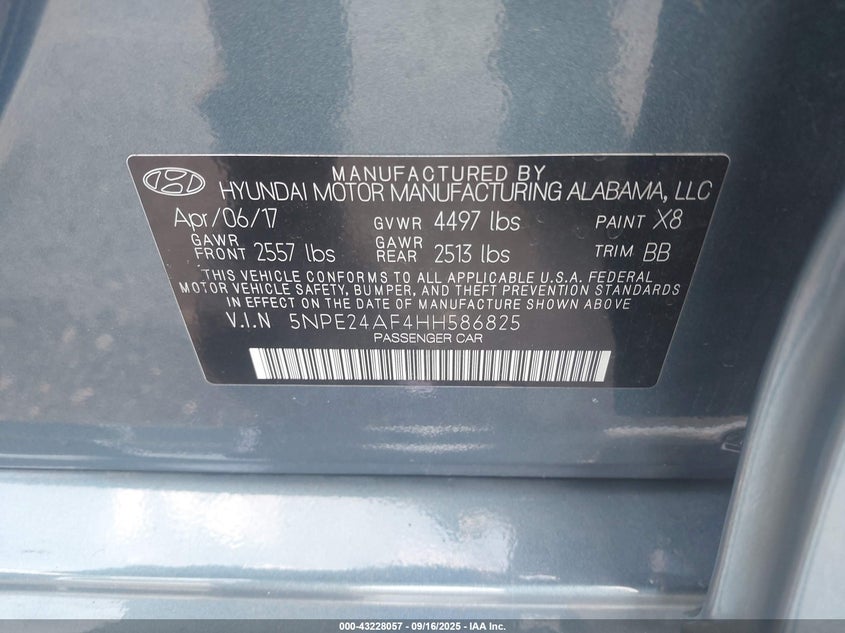 MANUFACTURED BY
HYUNDAI MOTOR MANUFACTURING ALABAMA, LLC
Apr/06/17 GVWR 4497 lbs PAINT X8
GAWR FRONT 2557 lbs GAWR REAR 2513 lbs TRIM BB
THIS VEHICLE CONFORMS TO ALL APPLICABLE U.S.A. FEDERAL
MOTOR VEHICLE SAFETY, BUMPER, AND THEFT PREVENTION STANDARDS
IN EFFECT ON THE DATE OF MANUFACTURE SHOWN ABOVE
V.I.N 5NPE24AF4HH586825
PASSENGER CAR
000-43228057 - 09/16/2025 - IAA Inc.